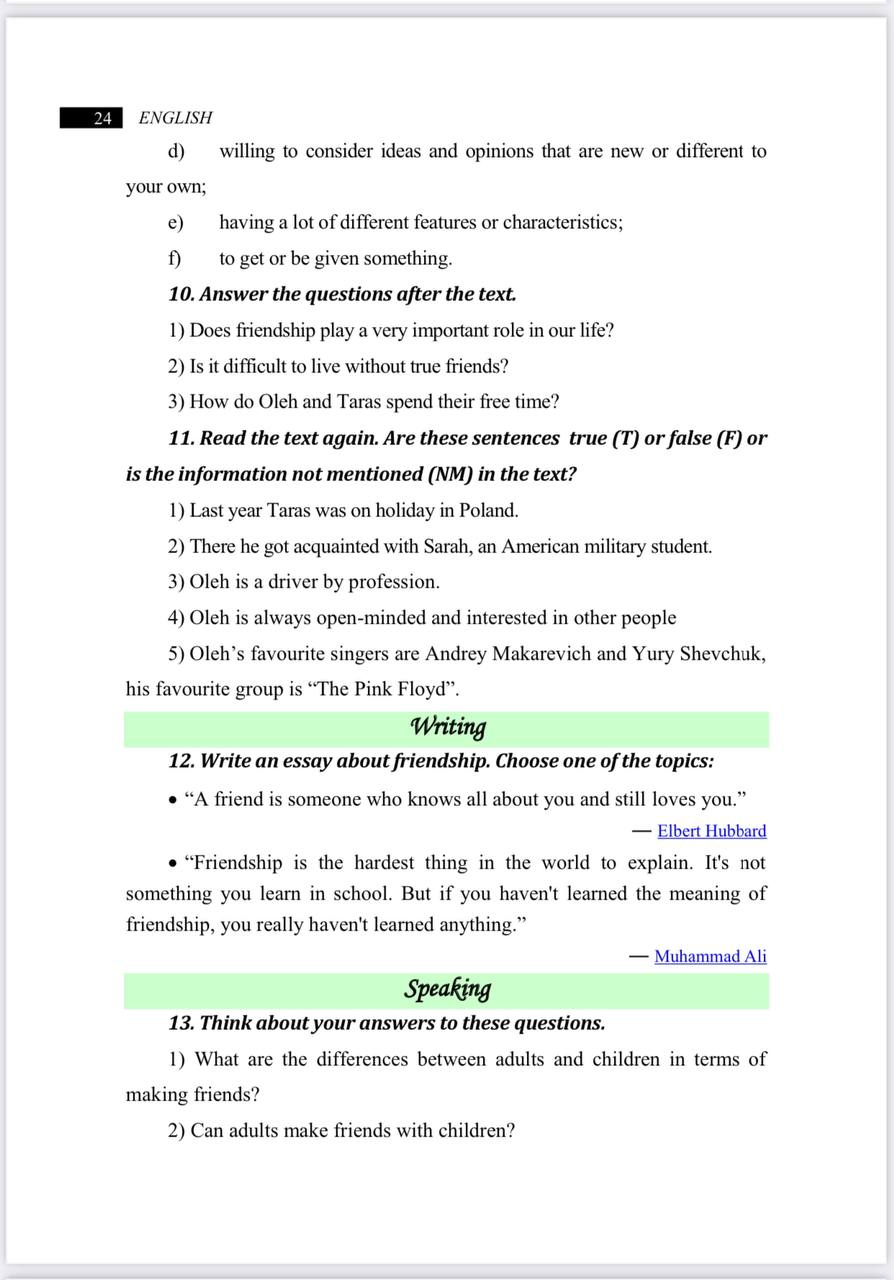 24 ENGLISH
d) willing to consider ideas and opinions that are new or different to
your own;
e) having a lot of different features or characteristics;
f) to get or be given something.
10. Answer the questions after the text.
1) Does friendship play a very important role in our life?
2) Is it difficult to live without true friends?
3) How do Oleh and Taras spend their free time?
11. Read the text again. Are these sentences true (T) or false (F) or
is the information not mentioned (NM) in the text?
1) Last year Taras was on holiday in Poland.
2) There he got acquainted with Sarah, an American military student.
3) Oleh is a driver by profession.
4) Oleh is always open-minded and interested in other people
5) Oleh’s favourite singers are Andrey Makarevich and Yury Shevchuk,
his favourite group is “The Pink Floyd”.
Writing
12. Write an essay about friendship. Choose one of the topics:
• “A friend is someone who knows all about you and still loves you.”
— Elbert Hubbard
• “Friendship is the hardest thing in the world to explain. It's not
something you learn in school. But if you haven't learned the meaning of
friendship, you really haven't learned anything.”
— Muhammad Ali
Speaking
13. Think about your answers to these questions.
1) What are the differences between adults and children in terms of
making friends?
2) Can adults make friends with children?